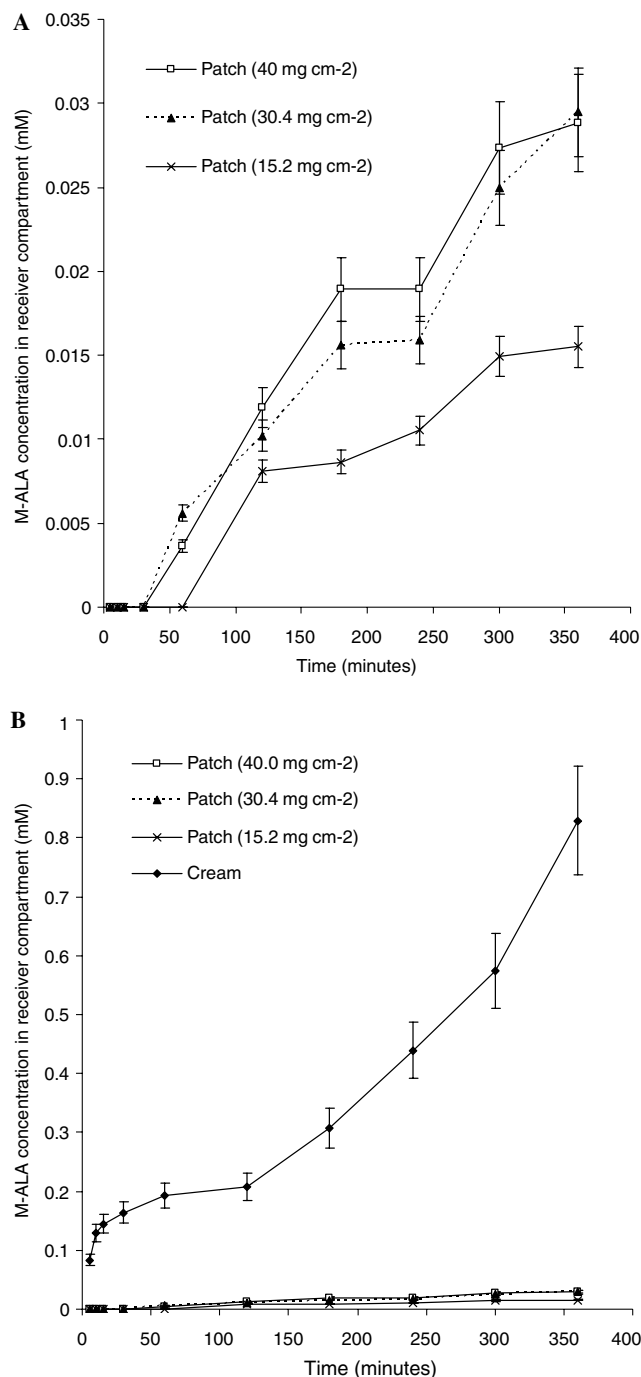 A
0.035
0.03
0.025
0.02
0.015
0.01
0.005
0
M-ALA concentration in receiver compartment (mM)
Patch (40 mg cm-2)
Patch (30.4 mg cm-2)
Patch (15.2 mg cm-2)
0 50 100 150 200 250 300 350 400
Time (minutes)
B
1
0.9
0.8
0.7
0.6
0.5
0.4
0.3
0.2
0.1
0
M-ALA concentration in receiver compartment (mM)
Patch (40.0 mg cm-2)
Patch (30.4 mg cm-2)
Patch (15.2 mg cm-2)
Cream
0 50 100 150 200 250 300 350 400
Time (minutes)